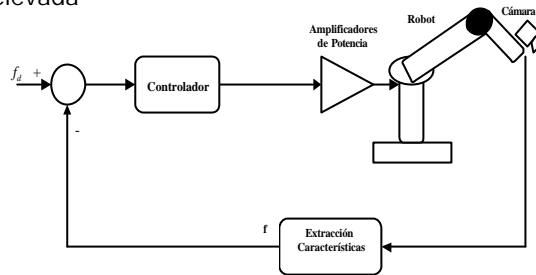 elevada
Amplificadores
de Potencia
Robot
Cámara
f_d +
Controlador
-
f
Extracción
Características